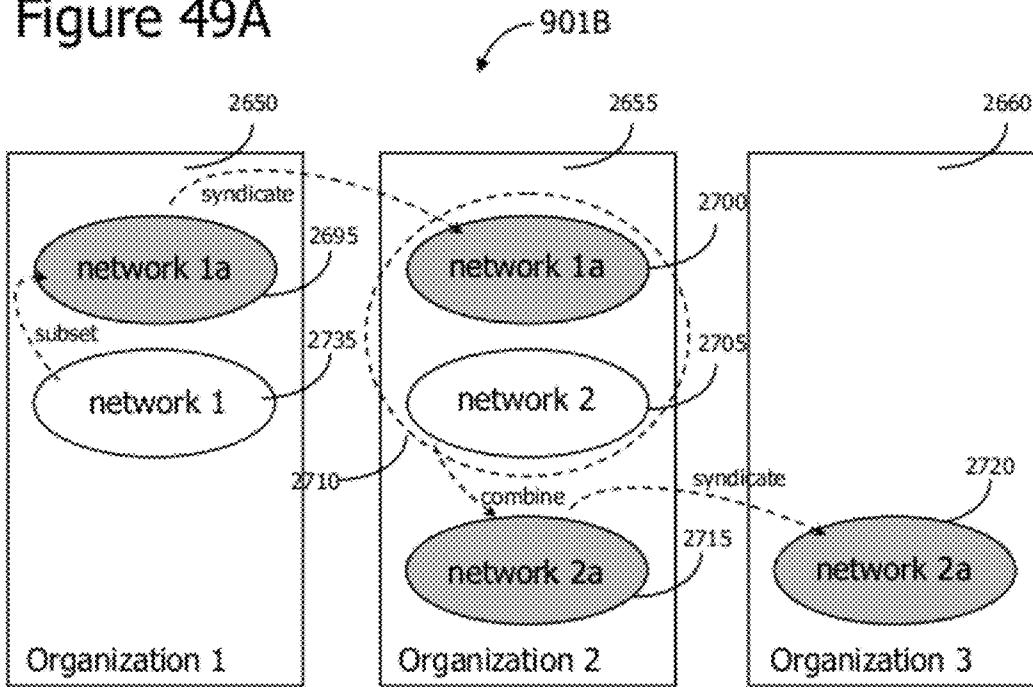 Figure 49A
901B
2650
2655
2660
syndicate
2700
network 1a
2695
network 1a
subset
2735
2705
network 1
network 2
2710
combine
syndicate
2720
2715
network 2a
network 2a
Organization 1
Organization 2
Organization 3